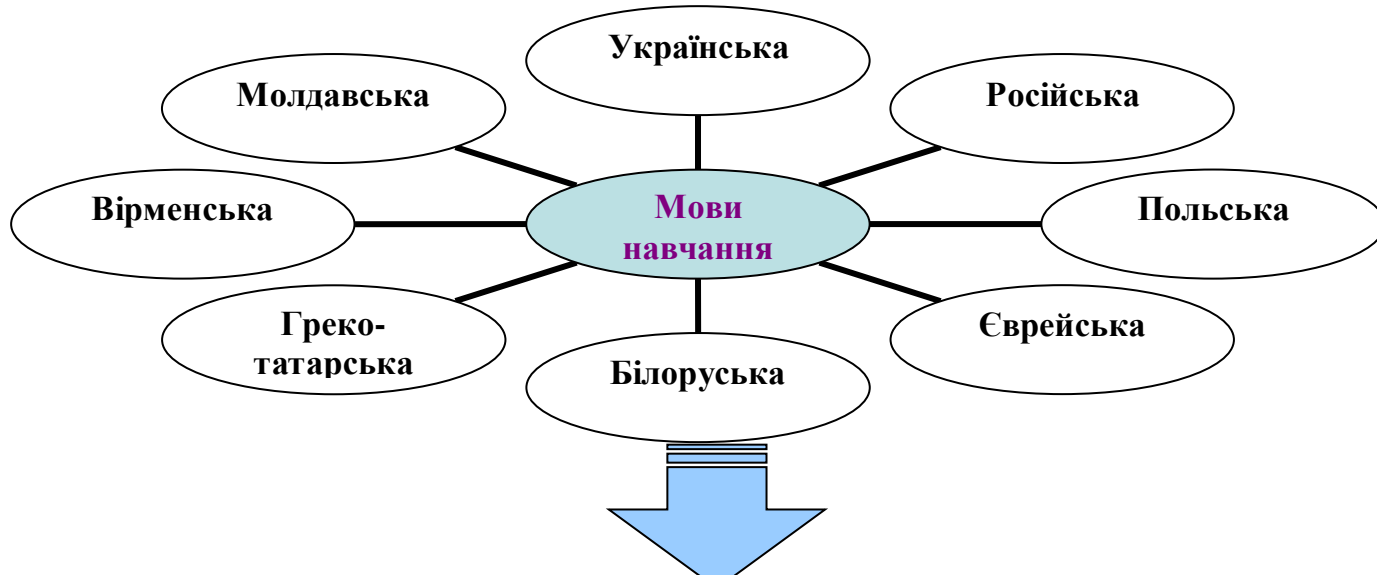 Українська
Молдавська
Російська
Вірменська
Мови
навчання
Польська
Греко-
татарська
Єврейська
Білоруська